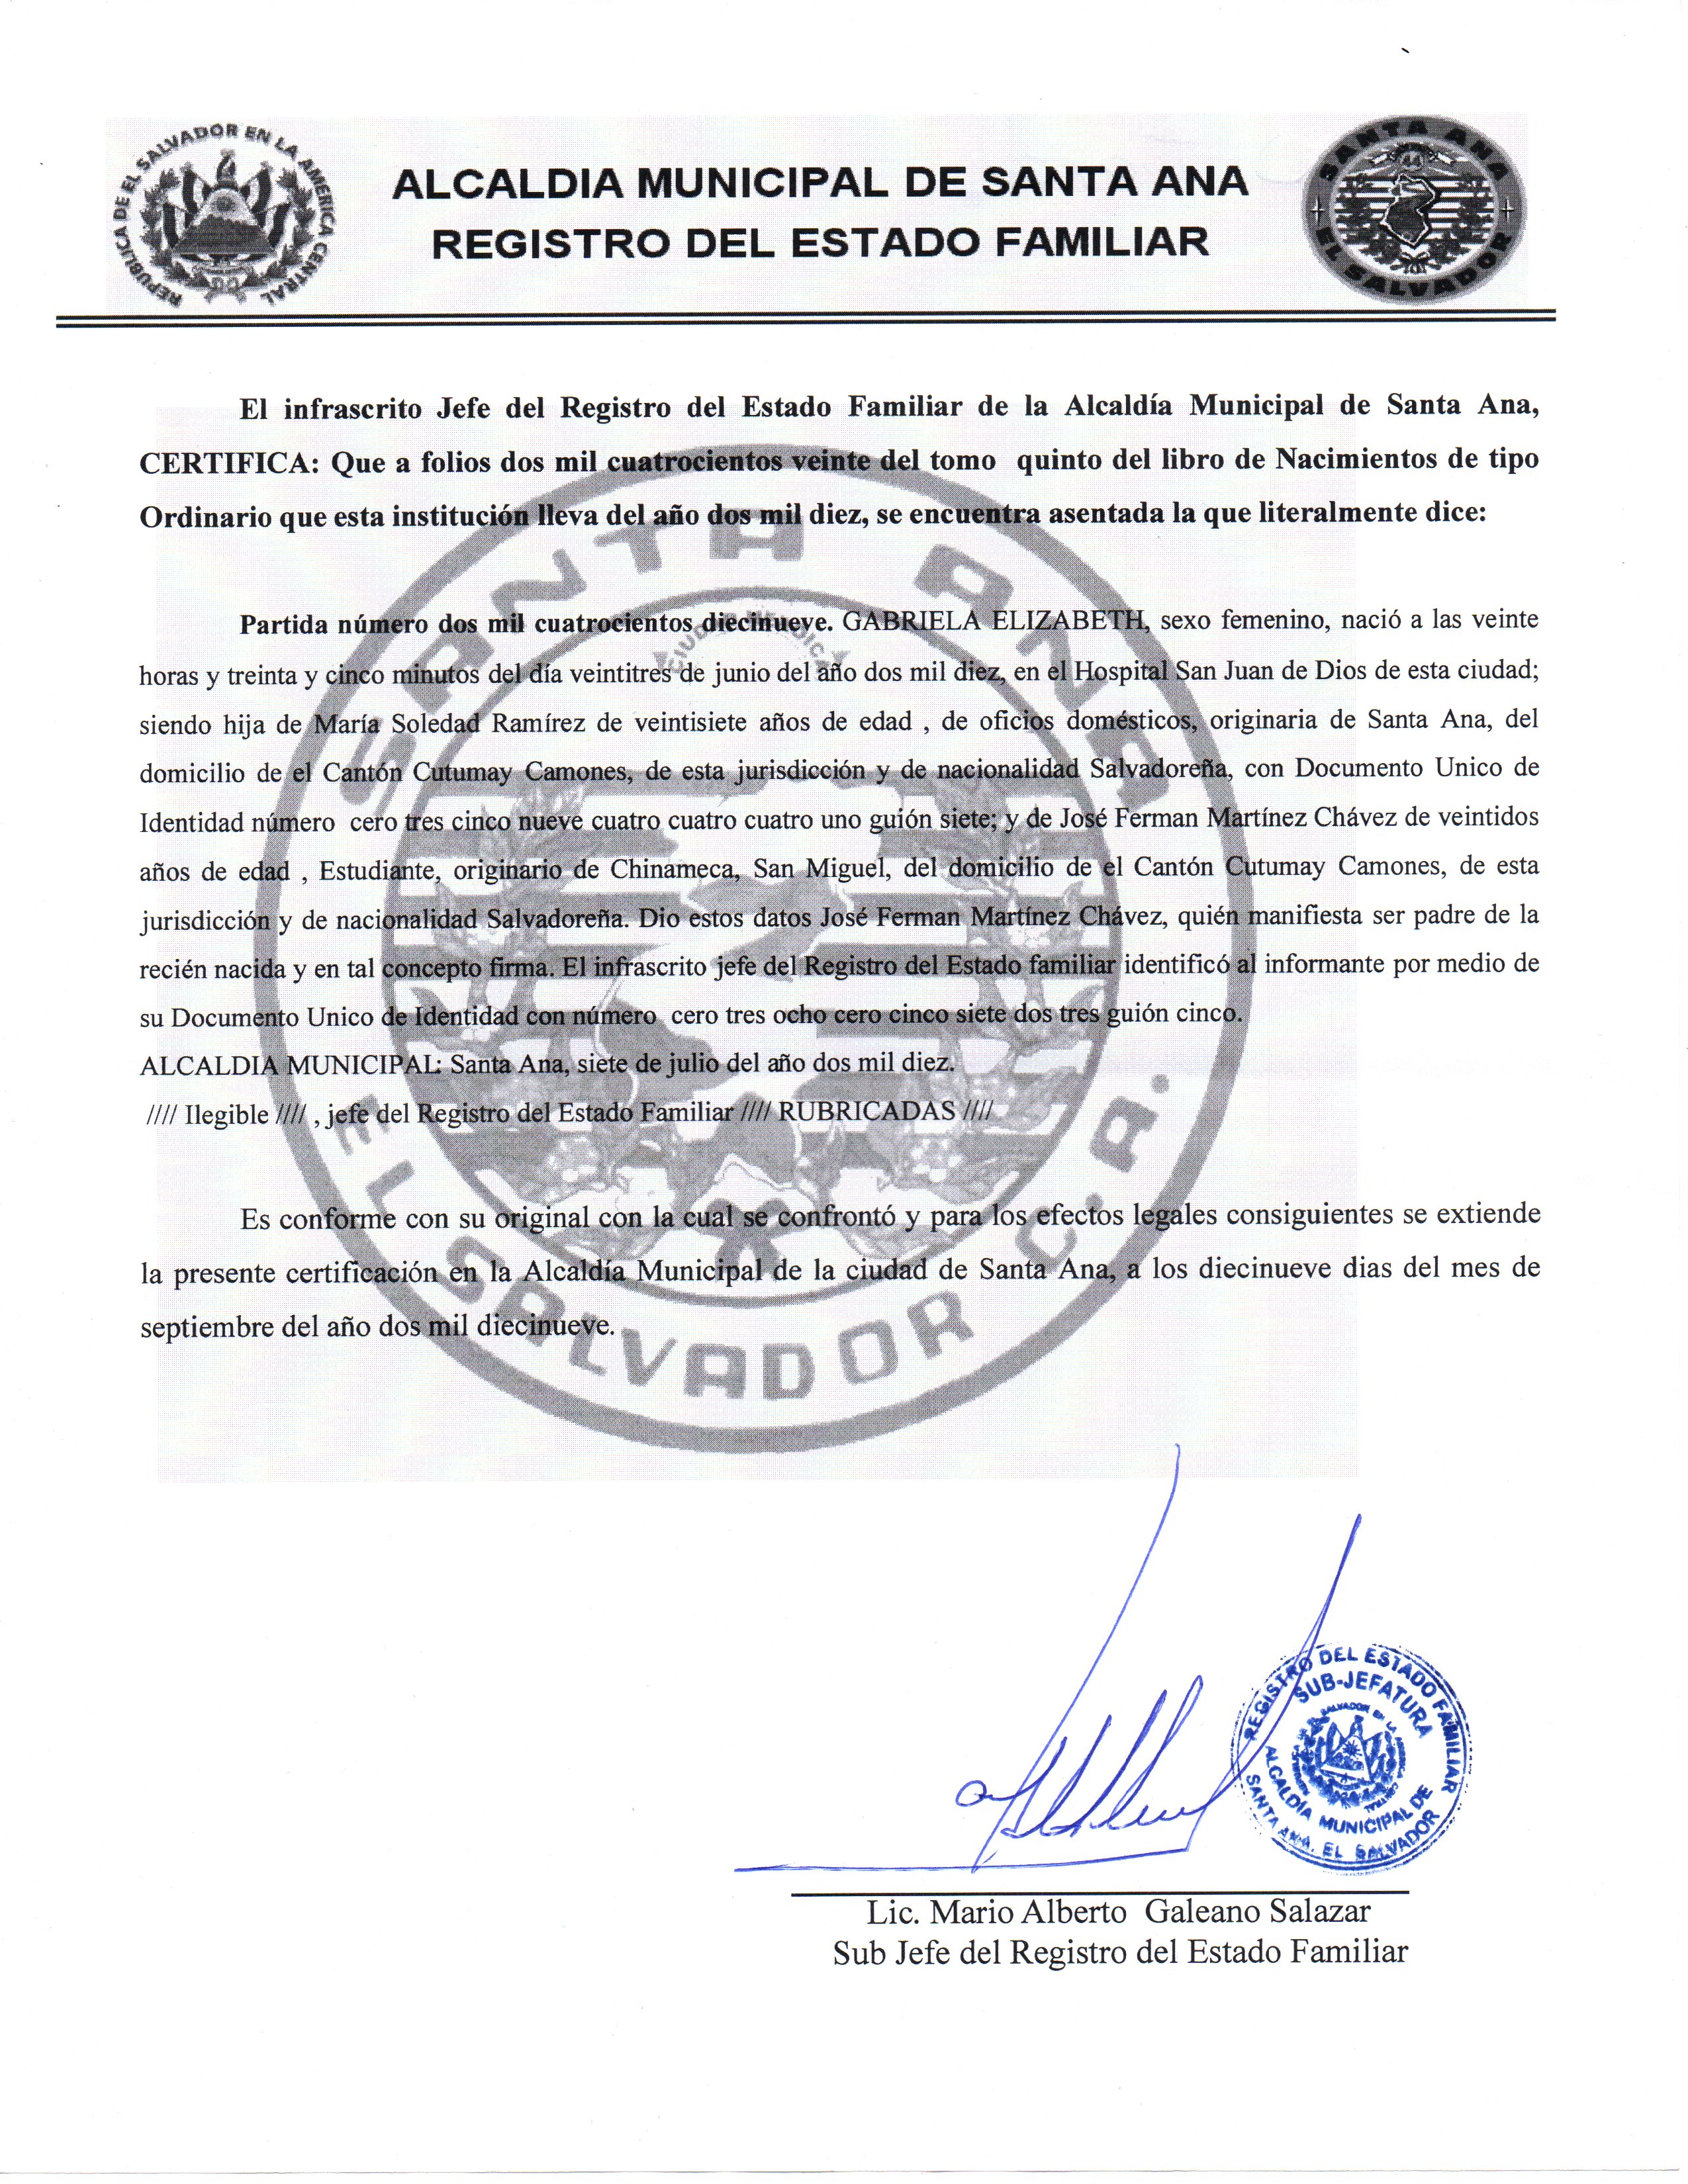 REPUBLICA DE EL SALVADOR EN LA AMERICA CENTRAL
ALCALDIA MUNICIPAL DE SANTA ANA
REGISTRO DEL ESTADO FAMILIAR
SANTA ANA
44
EL SALVADOR
El infrascrito Jefe del Registro del Estado Familiar de la Alcaldía Municipal de Santa Ana,
CERTIFICA: Que a folios dos mil cuatrocientos veinte del tomo quinto del libro de Nacimientos de tipo
Ordinario que esta institución lleva del año dos mil diez, se encuentra asentada la que literalmente dice:
Partida número dos mil cuatrocientos diecinueve. GABRIELA ELIZABETH, sexo femenino, nació a las veinte
horas y treinta y cinco minutos del día veintitres de junio del año dos mil diez, en el Hospital San Juan de Dios de esta ciudad;
siendo hija de María Soledad Ramírez de veintisiete años de edad , de oficios domésticos, originaria de Santa Ana, del
domicilio de el Cantón Cutumay Camones, de esta jurisdicción y de nacionalidad Salvadoreña, con Documento Unico de
Identidad número cero tres cinco nueve cuatro cuatro cuatro uno guión siete; y de José Ferman Martínez Chávez de veintidos
años de edad , Estudiante, originario de Chinameca, San Miguel, del domicilio de el Cantón Cutumay Camones, de esta
jurisdicción y de nacionalidad Salvadoreña. Dio estos datos José Ferman Martínez Chávez, quién manifiesta ser padre de la
recién nacida y en tal concepto firma. El infrascrito jefe del Registro del Estado familiar identificó al informante por medio de
su Documento Unico de Identidad con número cero tres ocho cero cinco siete dos tres guión cinco.
ALCALDIA MUNICIPAL: Santa Ana, siete de julio del año dos mil diez.
//// Ilegible //// , jefe del Registro del Estado Familiar //// RUBRICADAS ////
Es conforme con su original con la cual se confrontó y para los efectos legales consiguientes se extiende
la presente certificación en la Alcaldía Municipal de la ciudad de Santa Ana, a los diecinueve dias del mes de
septiembre del año dos mil diecinueve.
SANTA ANA
CIUDAD HEROICA
EL SALVADOR C.A.
REGISTRO DEL ESTADO FAMILIAR
SUB-JEFATURA
ALCALDÍA MUNICIPAL DE
SANTA ANA, EL SALVADOR
Lic. Mario Alberto Galeano Salazar
Sub Jefe del Registro del Estado Familiar